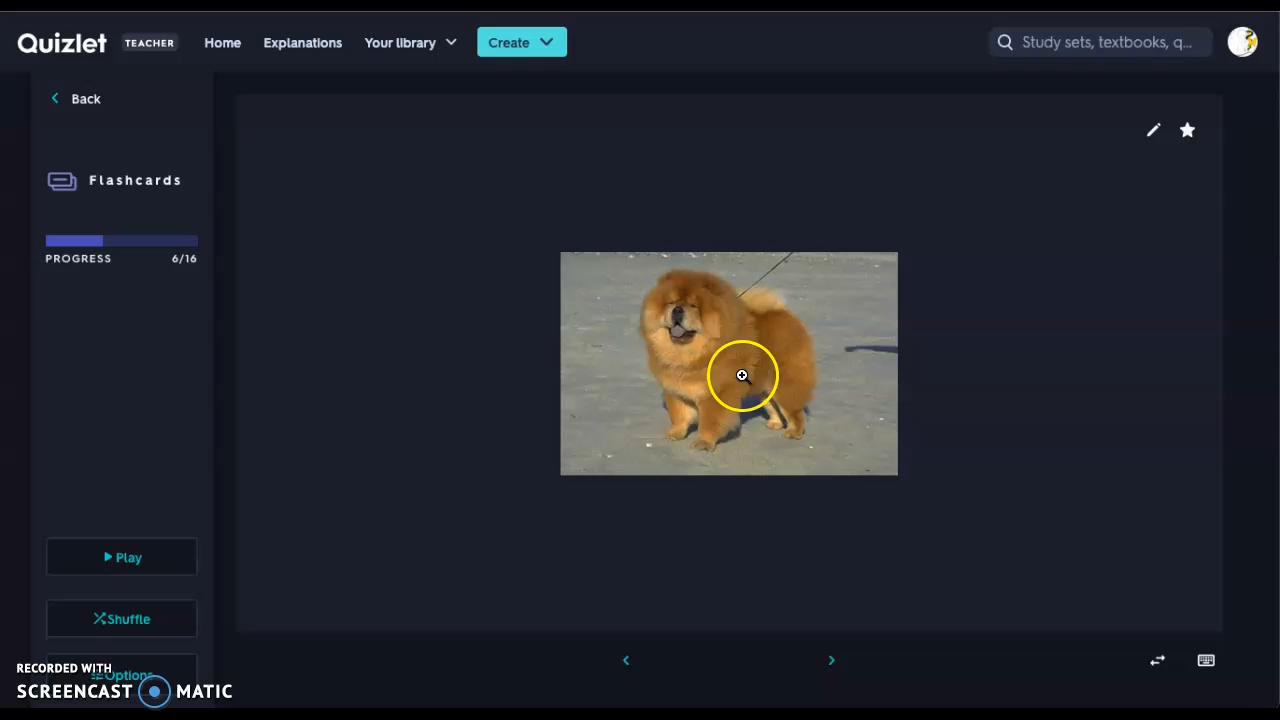 Quizlet TEACHER Home Explanations Your library Create Study sets, textbooks, q...
Back
Flashcards
PROGRESS 6/16
Play
Shuffle
Options
RECORDED WITH
SCREENCAST MATIC